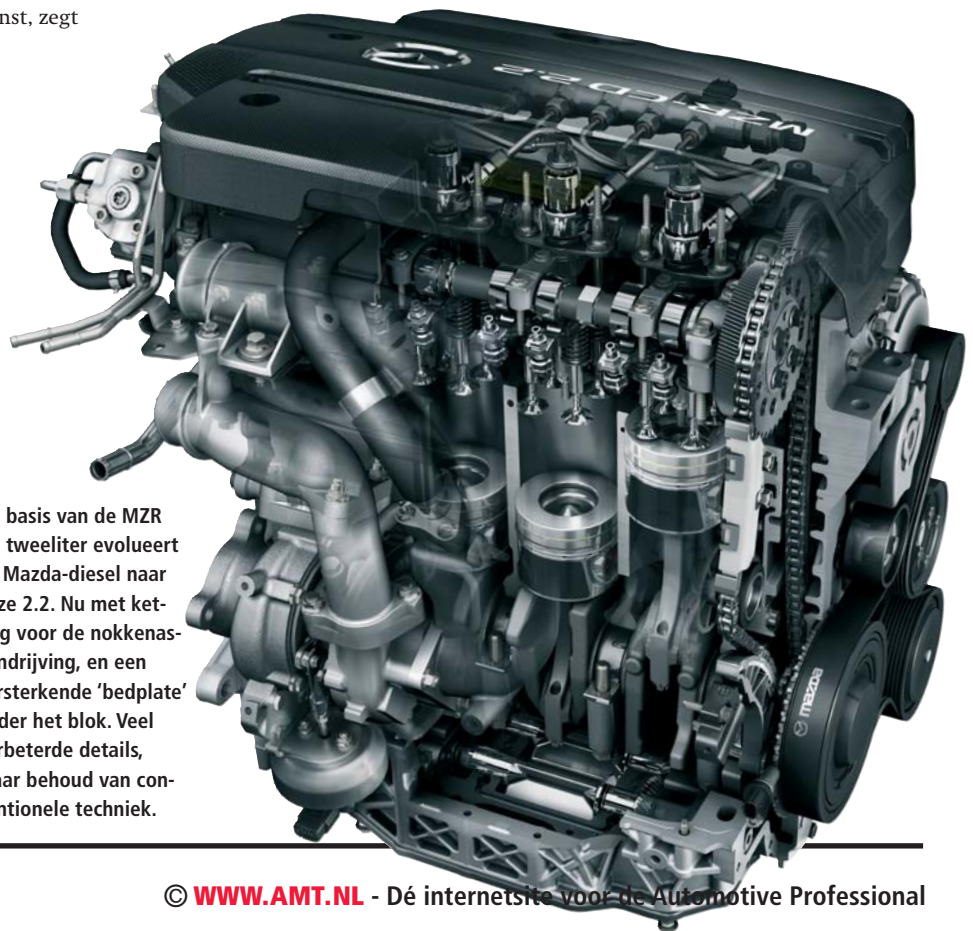 nst, zegt
MZR-CD 2.2
basis van de MZR
tweeliter evolueert
Mazda-diesel naar
ze 2.2. Nu met ket-
g voor de nokkenas-
ndrijving, en een
rsterkende ‘bedplate’
der het blok. Veel
rbeterde details,
ar behoud van con-
ntionele techniek.
mazda
© WWW.AMT.NL - Dé internetsite voor de Automotive Professional